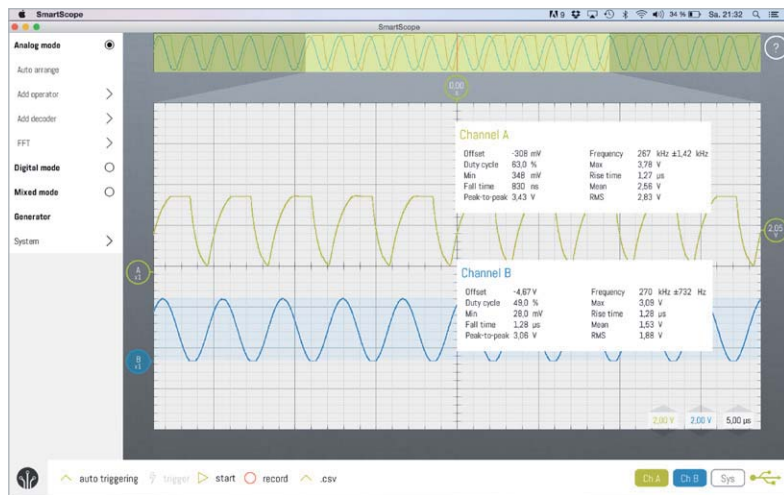 SmartScope
9
34 %
Sa. 21:32
SmartScope
Analog mode
Auto arrange
Add operator
Add decoder
FFT
Digital mode
Mixed mode
Generator
System
?
0,00
Channel A
Offset -308 mV Frequency 267 kHz ±1,42 kHz
Duty cycle 63,0 % Max 3,78 V
Min 348 mV Rise time 1,27 µs
Fall time 830 ns Mean 2,56 V
Peak-to-peak 3,43 V RMS 2,83 V
2,05
V
A
x1
Channel B
Offset -4,67 V Frequency 270 kHz ±732 Hz
Duty cycle 49,0 % Max 3,09 V
Min 28,0 mV Rise time 1,28 µs
Fall time 1,28 µs Mean 1,53 V
Peak-to-peak 3,06 V RMS 1,88 V
B
x1
2,00 V 2,00 V 5,00 µs
auto triggering trigger start record .csv
Ch A Ch B Sys